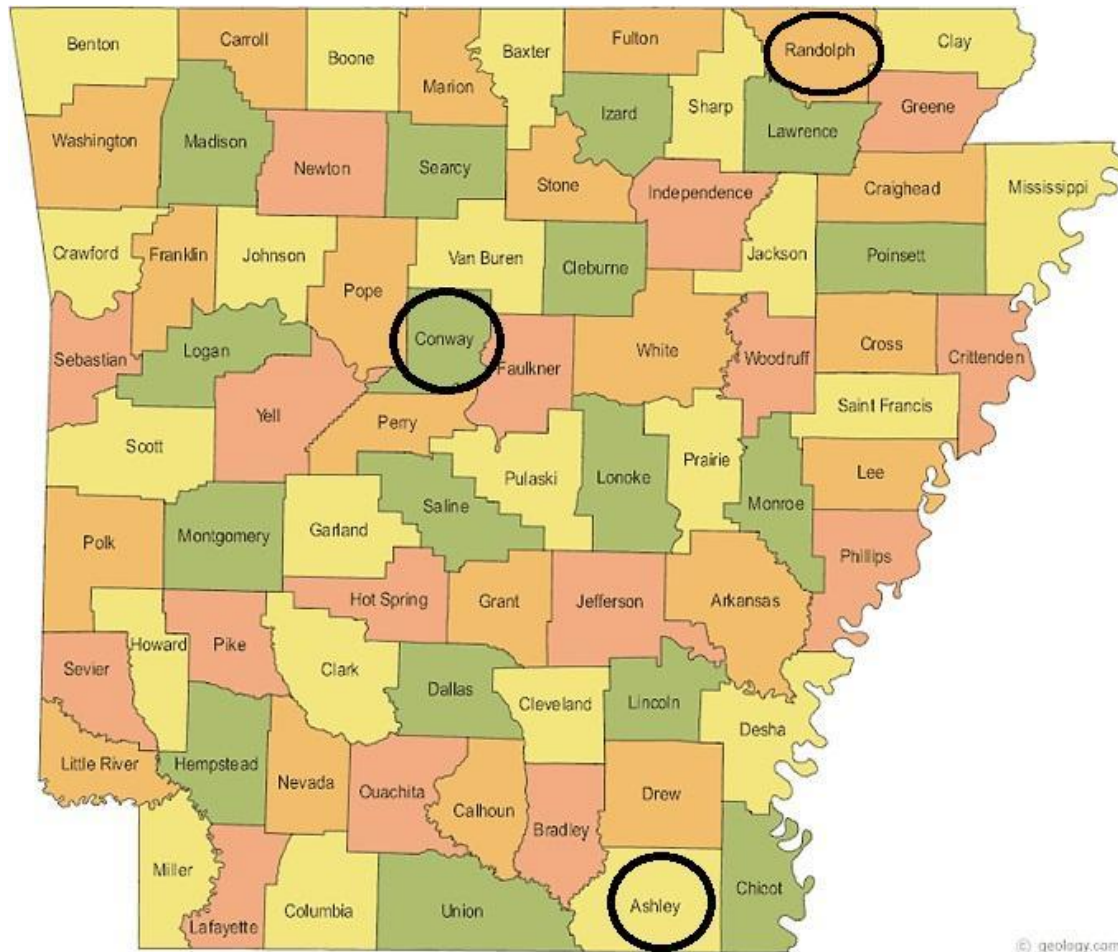 Benton
Carroll
Boone
Marion
Baxter
Fulton
Randolph
Clay
Izard
Sharp
Lawrence
Greene
Washington
Madison
Newton
Searcy
Stone
Independence
Craighead
Mississippi
Crawford
Franklin
Johnson
Pope
Van Buren
Cleburne
Jackson
Poinsett
Sebastian
Logan
Conway
Faulkner
White
Woodruff
Cross
Crittenden
Yell
Perry
Saint Francis
Scott
Pulaski
Lonoke
Prairie
Monroe
Lee
Polk
Montgomery
Garland
Saline
Phillips
Hot Spring
Grant
Jefferson
Arkansas
Howard
Pike
Sevier
Clark
Dallas
Cleveland
Lincoln
Desha
Little River
Hempstead
Nevada
Ouachita
Calhoun
Bradley
Drew
Miller
Lafayette
Columbia
Union
Ashley
Chicot
© geology.com